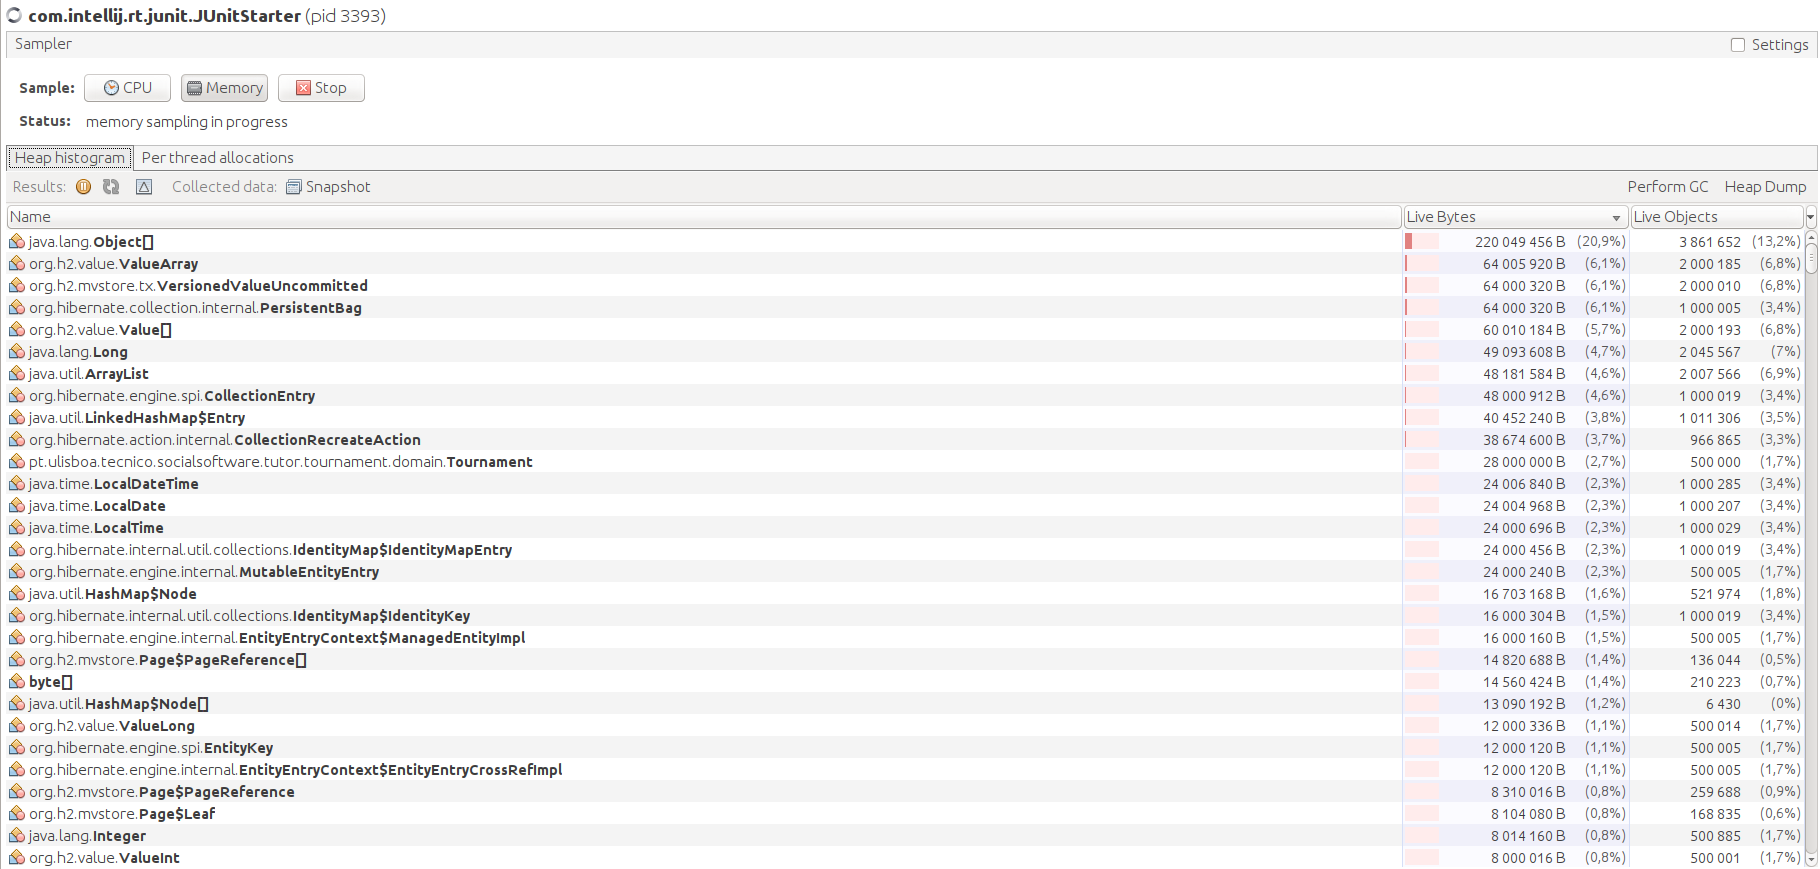 com.intellij.rt.junit.JUnitStarter (pid 3393)
Sampler Settings
Sample: CPU Memory Stop
Status: memory sampling in progress
Heap histogram Per thread allocations
Results: Collected data: Snapshot Perform GC Heap Dump
Name Live Bytes Live Objects
java.lang.Object[] 220 049 456 B (20,9%) 3 861 652 (13,2%)
org.h2.value.ValueArray 64 005 920 B (6,1%) 2 000 185 (6,8%)
org.h2.mvstore.tx.VersionedValueUncommitted 64 000 320 B (6,1%) 2 000 010 (6,8%)
org.hibernate.collection.internal.PersistentBag 64 000 320 B (6,1%) 1 000 005 (3,4%)
org.h2.value.Value[] 60 010 184 B (5,7%) 2 000 193 (6,8%)
java.lang.Long 49 093 608 B (4,7%) 2 045 567 (7%)
java.util.ArrayList 48 181 584 B (4,6%) 2 007 566 (6,9%)
org.hibernate.engine.spi.CollectionEntry 48 000 912 B (4,6%) 1 000 019 (3,4%)
java.util.LinkedHashMap$Entry 40 452 240 B (3,8%) 1 011 306 (3,5%)
org.hibernate.action.internal.CollectionRecreateAction 38 674 600 B (3,7%) 966 865 (3,3%)
pt.ulisboa.tecnico.socialsoftware.tutor.tournament.domain.Tournament 28 000 000 B (2,7%) 500 000 (1,7%)
java.time.LocalDateTime 24 006 840 B (2,3%) 1 000 285 (3,4%)
java.time.LocalDate 24 004 968 B (2,3%) 1 000 207 (3,4%)
java.time.LocalTime 24 000 696 B (2,3%) 1 000 029 (3,4%)
org.hibernate.internal.util.collections.IdentityMap$IdentityMapEntry 24 000 456 B (2,3%) 1 000 019 (3,4%)
org.hibernate.engine.internal.MutableEntityEntry 24 000 240 B (2,3%) 500 005 (1,7%)
java.util.HashMap$Node 16 703 168 B (1,6%) 521 974 (1,8%)
org.hibernate.internal.util.collections.IdentityMap$IdentityKey 16 000 304 B (1,5%) 1 000 019 (3,4%)
org.hibernate.engine.internal.EntityEntryContext$ManagedEntityImpl 16 000 160 B (1,5%) 500 005 (1,7%)
org.h2.mvstore.Page$PageReference[] 14 820 688 B (1,4%) 136 044 (0,5%)
byte[] 14 560 424 B (1,4%) 210 223 (0,7%)
java.util.HashMap$Node[] 13 090 192 B (1,2%) 6 430 (0%)
org.h2.value.ValueLong 12 000 336 B (1,1%) 500 014 (1,7%)
org.hibernate.engine.spi.EntityKey 12 000 120 B (1,1%) 500 005 (1,7%)
org.hibernate.engine.internal.EntityEntryContext$EntityEntryCrossRefImpl 12 000 120 B (1,1%) 500 005 (1,7%)
org.h2.mvstore.Page$PageReference 8 310 016 B (0,8%) 259 688 (0,9%)
org.h2.mvstore.Page$Leaf 8 104 080 B (0,8%) 168 835 (0,6%)
java.lang.Integer 8 014 160 B (0,8%) 500 885 (1,7%)
org.h2.value.ValueInt 8 000 016 B (0,8%) 500 001 (1,7%)